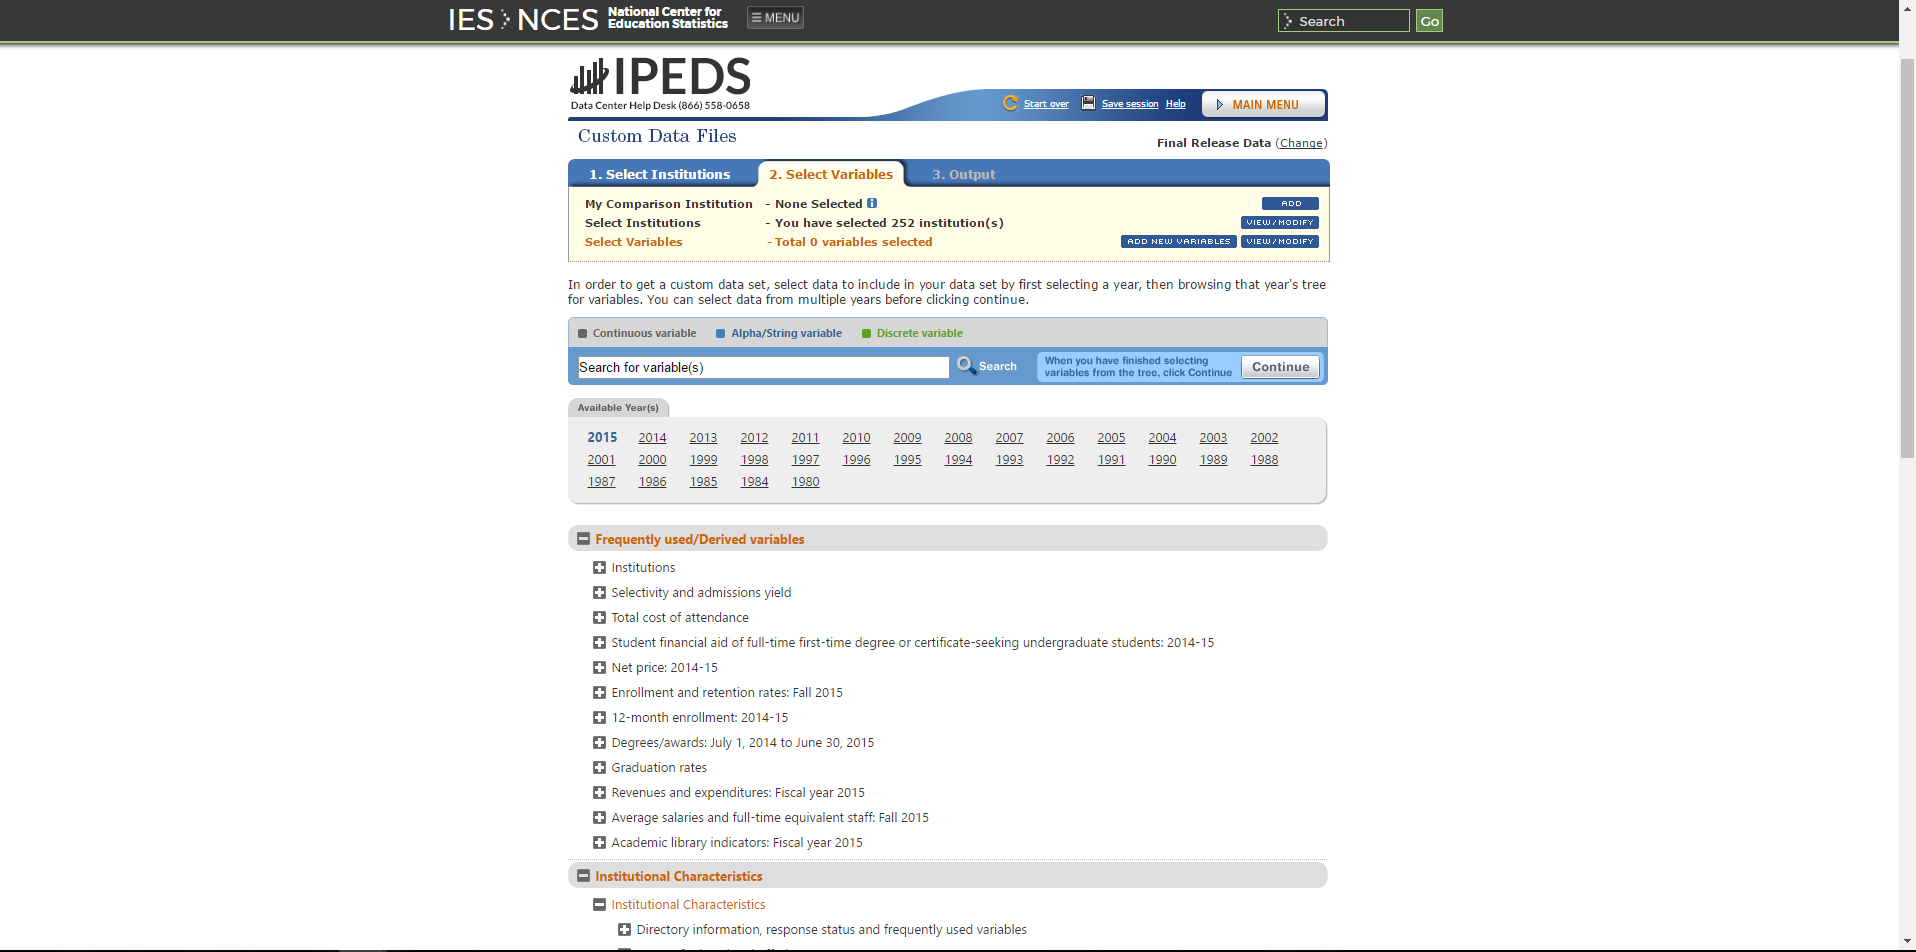 IES NCES National Center for Education Statistics MENU Search Go
IPEDS
Data Center Help Desk (866) 558-0658
Start over Save session Help MAIN MENU
Custom Data Files
Final Release Data (Change)
1. Select Institutions 2. Select Variables 3. Output
My Comparison Institution - None Selected i ADD
Select Institutions - You have selected 252 institution(s) VIEW/MODIFY
Select Variables - Total 0 variables selected ADD NEW VARIABLES VIEW/MODIFY
In order to get a custom data set, select data to include in your data set by first selecting a year, then browsing that year's tree
for variables. You can select data from multiple years before clicking continue.
Continuous variable Alpha/String variable Discrete variable
Search for variable(s) Search When you have finished selecting variables from the tree, click Continue Continue
Available Year(s)
2015 2014 2013 2012 2011 2010 2009 2008 2007 2006 2005 2004 2003 2002
2001 2000 1999 1998 1997 1996 1995 1994 1993 1992 1991 1990 1989 1988
1987 1986 1985 1984 1980
Frequently used/Derived variables
Institutions
Selectivity and admissions yield
Total cost of attendance
Student financial aid of full-time first-time degree or certificate-seeking undergraduate students: 2014-15
Net price: 2014-15
Enrollment and retention rates: Fall 2015
12-month enrollment: 2014-15
Degrees/awards: July 1, 2014 to June 30, 2015
Graduation rates
Revenues and expenditures: Fiscal year 2015
Average salaries and full-time equivalent staff: Fall 2015
Academic library indicators: Fiscal year 2015
Institutional Characteristics
Institutional Characteristics
Directory information, response status and frequently used variables